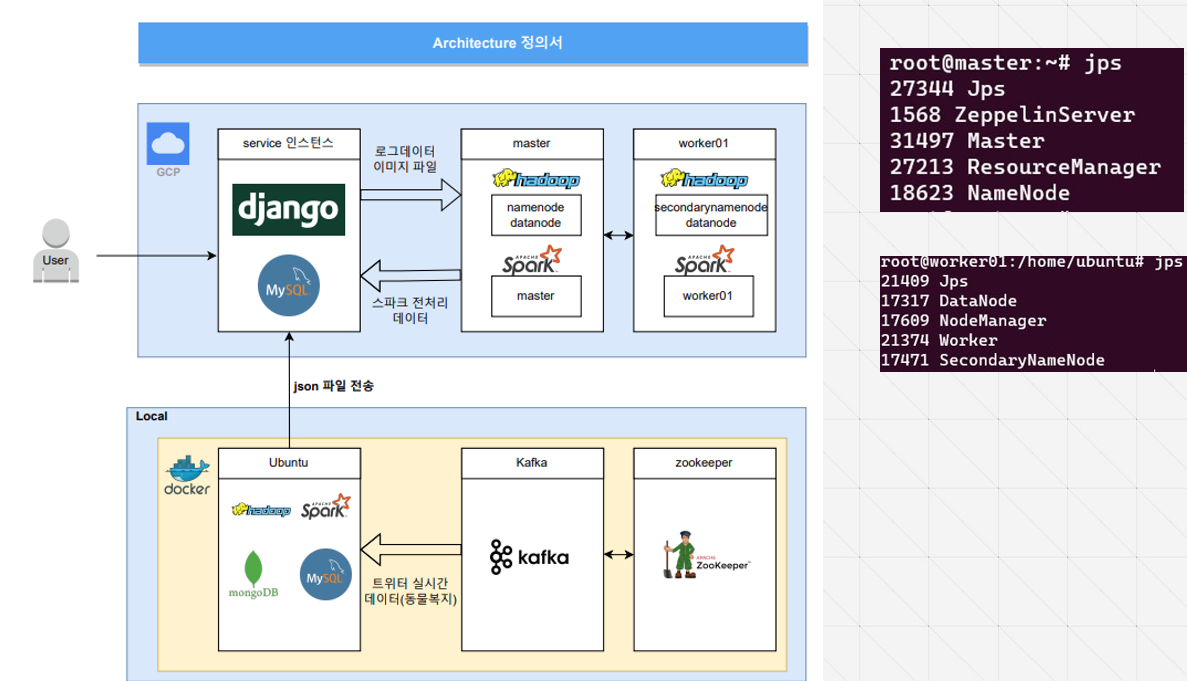 Architecture 정의서
GCP
service 인스턴스
django
MySQL
로그데이터
이미지 파일
스파크 전처리
데이터
master
hadoop
namenode
datanode
APACHE
Spark
master
worker01
hadoop
secondarynamenode
datanode
APACHE
Spark
worker01
User
json 파일 전송
Local
docker
Ubuntu
hadoop
APACHE
Spark
mongoDB
MySQL
트위터 실시간
데이터(동물복지)
Kafka
kafka
zookeeper
APACHE
ZooKeeper
root@master:~# jps
27344 Jps
1568 ZeppelinServer
31497 Master
27213 ResourceManager
18623 NameNode
root@worker01:/home/ubuntu# jps
21409 Jps
17317 DataNode
17609 NodeManager
21374 Worker
17471 SecondaryNameNode